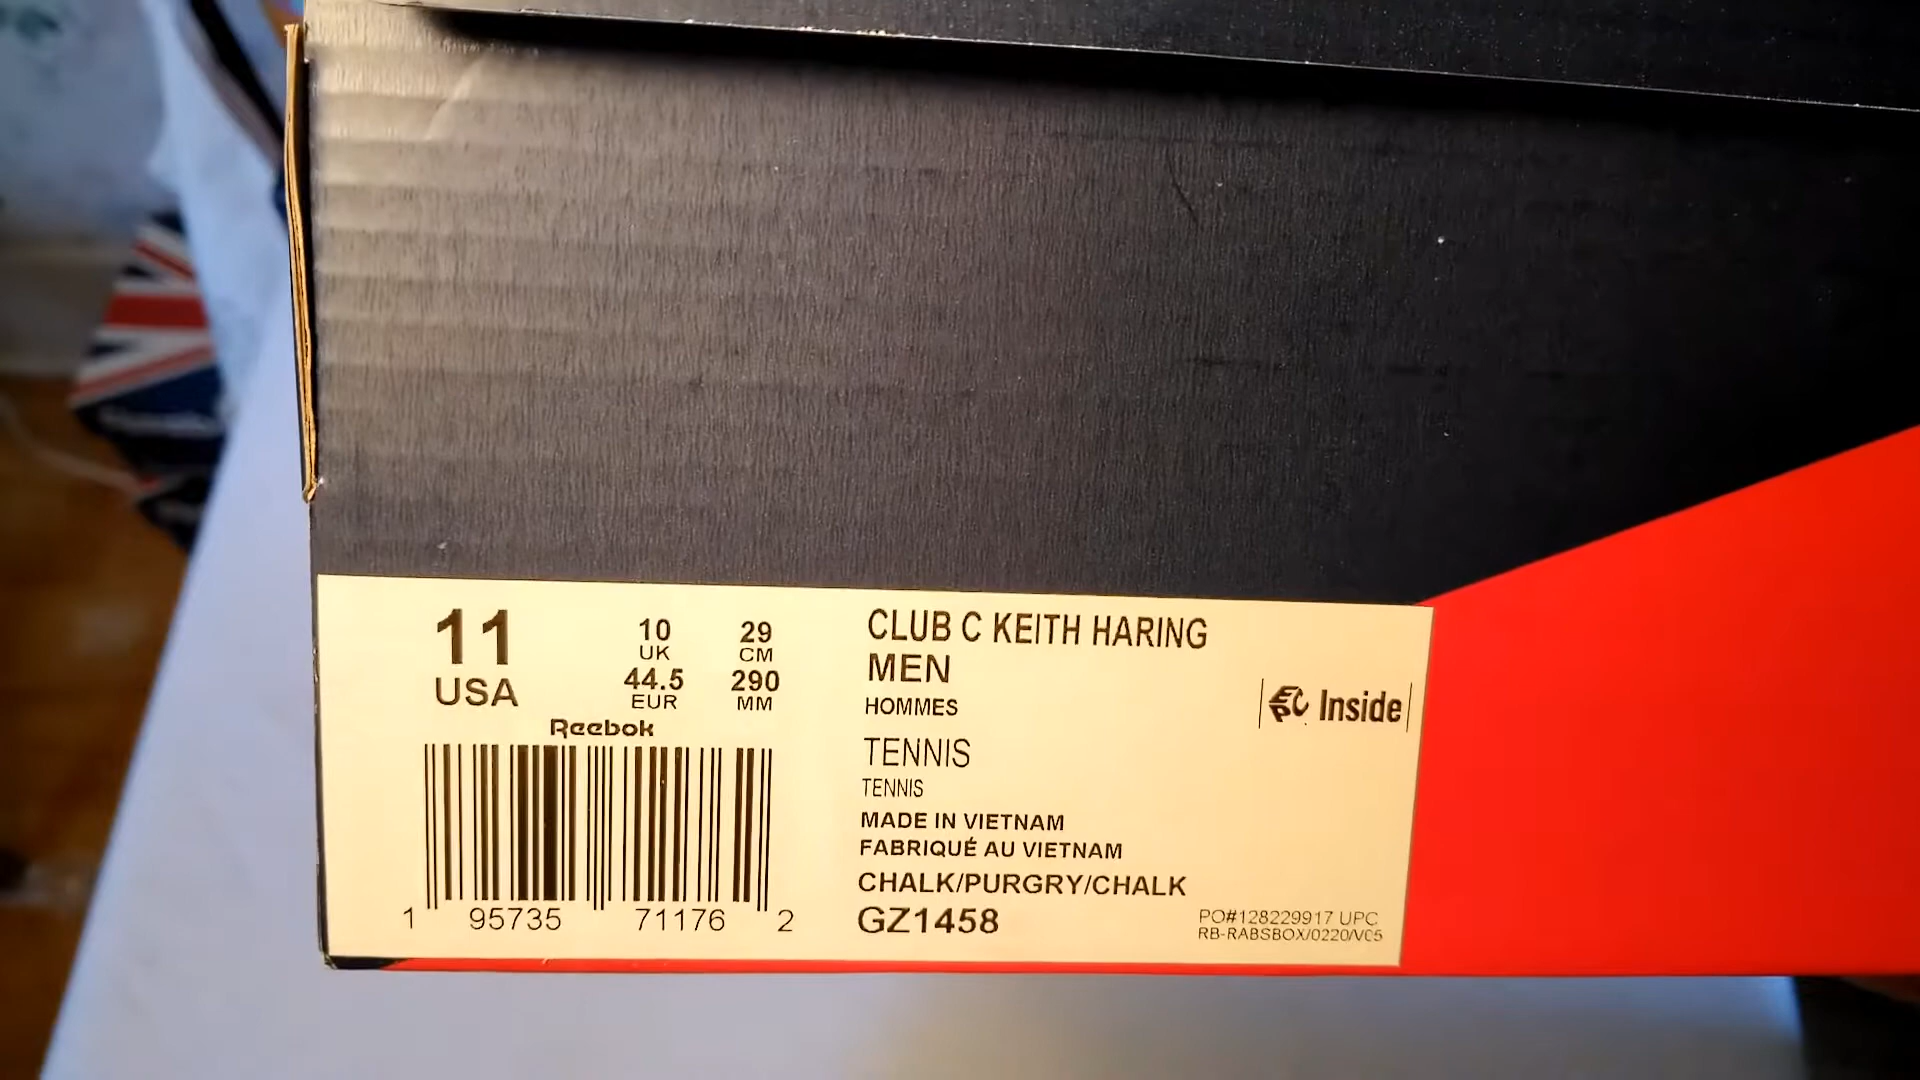 11
USA
10
UK
44.5
EUR
29
CM
290
MM
Reebok
1 95735 71176 2
CLUB C KEITH HARING
MEN
HOMMES
TENNIS
TENNIS
MADE IN VIETNAM
FABRIQUÉ AU VIETNAM
CHALK/PURGRY/CHALK
GZ1458
EPC Inside
PO#128229917 UPC
RB-RABSBOX/0220/V05